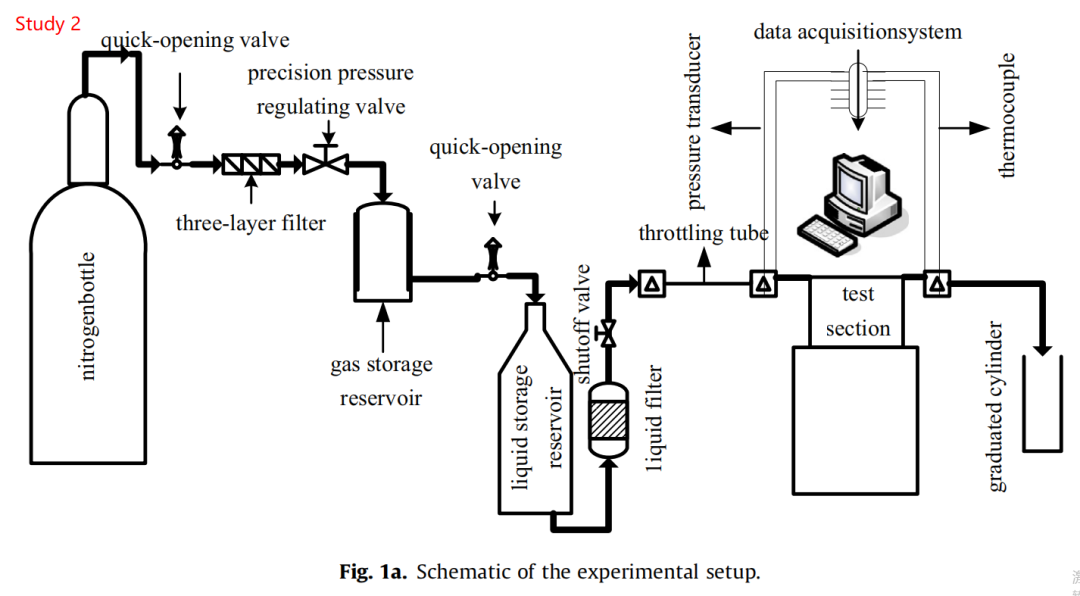 Study 2
quick-opening valve
precision pressure
regulating valve
three-layer filter
nitrogenbottle
gas storage
reservoir
quick-opening
valve
liquid storage
reservoir
shutoff valve
liquid filter
throttling tube
pressure transducer
data acquisitionsystem
thermocouple
test
section
graduated cylinder
Fig. 1a. Schematic of the experimental setup.